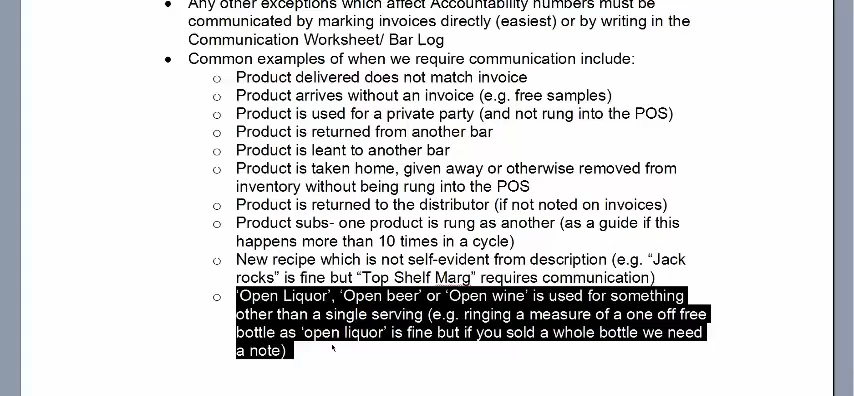 Any other exceptions which affect Accountability numbers must be
communicated by marking invoices directly (easiest) or by writing in the
Communication Worksheet/ Bar Log
Common examples of when we require communication include:
Product delivered does not match invoice
Product arrives without an invoice (e.g. free samples)
Product is used for a private party (and not rung into the POS)
Product is returned from another bar
Product is leant to another bar
Product is taken home, given away or otherwise removed from
inventory without being rung into the POS
Product is returned to the distributor (if not noted on invoices)
Product subs- one product is rung as another (as a guide if this
happens more than 10 times in a cycle)
New recipe which is not self-evident from description (e.g. “Jack
rocks” is fine but “Top Shelf Marg” requires communication)
‘Open Liquor’, ‘Open beer’ or ‘Open wine’ is used for something
other than a single serving (e.g. ringing a measure of a one off free
bottle as ‘open liquor’ is fine but if you sold a whole bottle we need
a note)